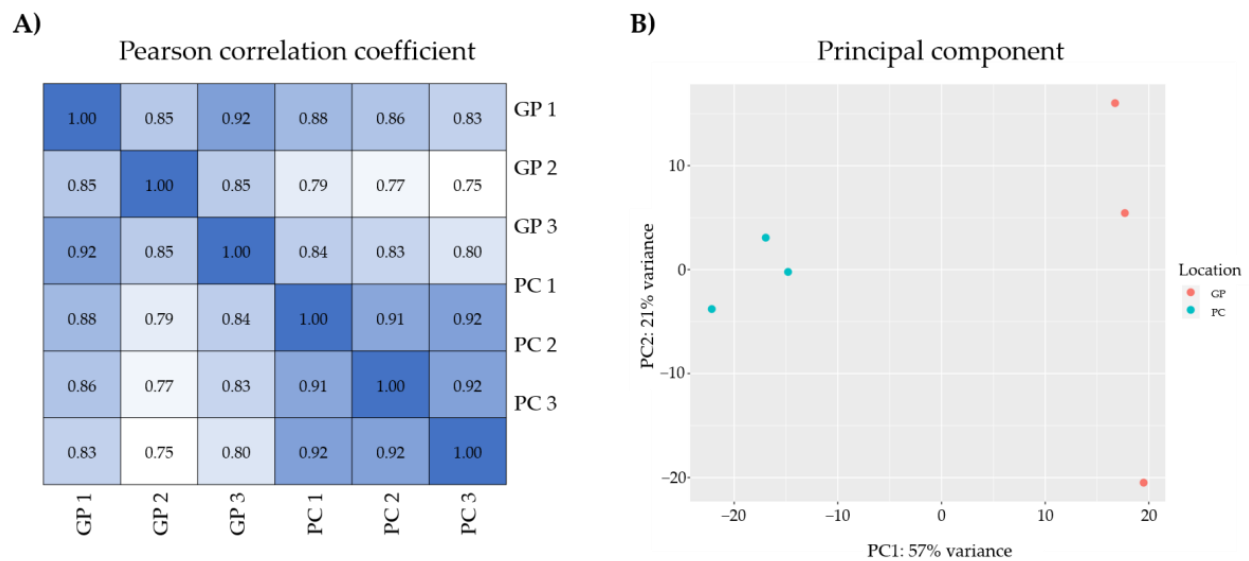 A)
Pearson correlation coefficient
1.00 0.85 0.92 0.88 0.86 0.83 GP 1
0.85 1.00 0.85 0.79 0.77 0.75 GP 2
0.92 0.85 1.00 0.84 0.83 0.80 GP 3
0.88 0.79 0.84 1.00 0.91 0.92 PC 1
0.86 0.77 0.83 0.91 1.00 0.92 PC 2
0.83 0.75 0.80 0.92 0.92 1.00 PC 3
GP 1 GP 2 GP 3 PC 1 PC 2 PC 3
B)
Principal component
PC2: 21% variance
10
0
−10
−20
−20 −10 0 10 20
PC1: 57% variance
Location
GP
PC